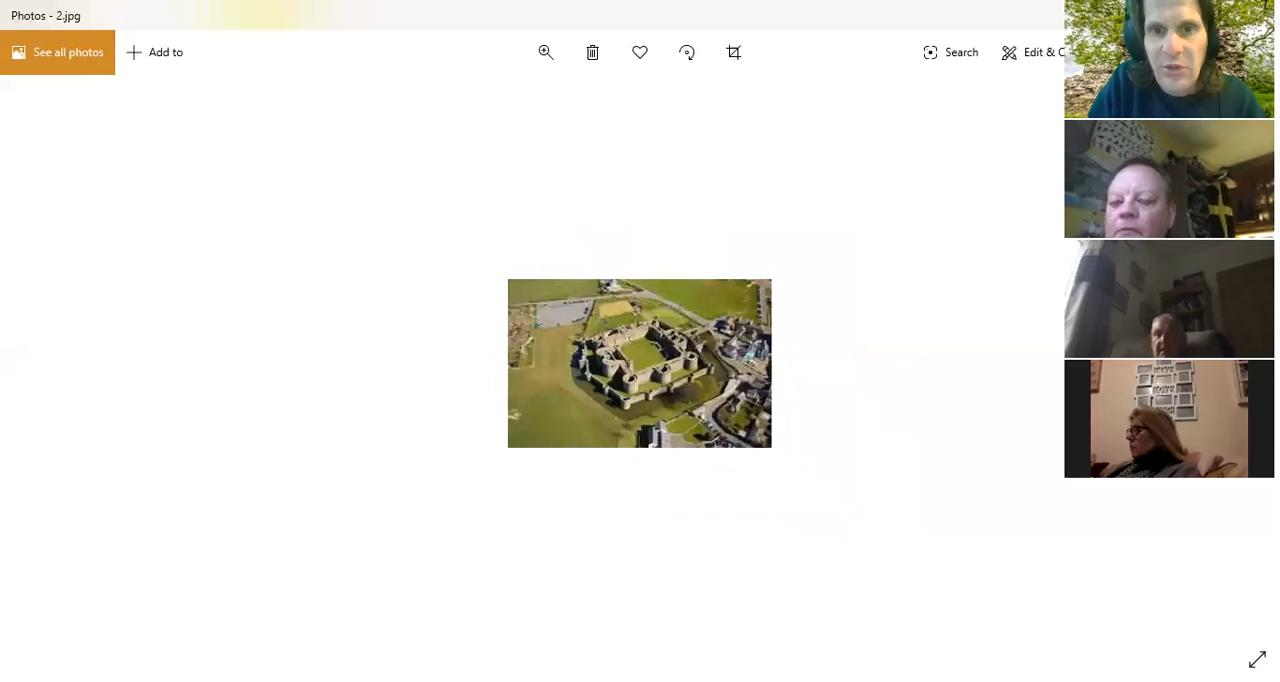 Photos - 2.jpg
See all photos
Add to
Search
Edit & C